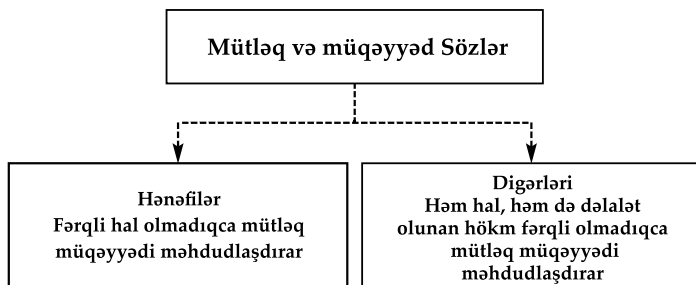 Mütləq və müqəyyəd Sözlər
Hənəfilər
Fərqli hal olmadıqca mütləq
müqəyyədi məhdudlaşdırar
Digərləri
Həm hal, həm də dəlalət
olunan hökm fərqli olmadıqca
mütləq müqəyyədi
məhdudlaşdırar